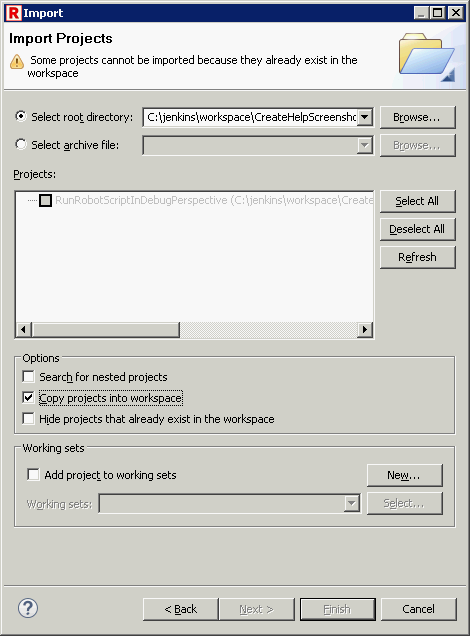 R Import
Import Projects
Some projects cannot be imported because they already exist in the
workspace
Select root directory: C:\jenkins\workspace\CreateHelpScreensho Browse...
Select archive file: Browse...
Projects:
RunRobotScriptInDebugPerspective (C:\jenkins\workspace\Create
Select All
Deselect All
Refresh
Options
Search for nested projects
Copy projects into workspace
Hide projects that already exist in the workspace
Working sets
Add project to working sets New...
Working sets: Select...
? < Back Next > Finish Cancel